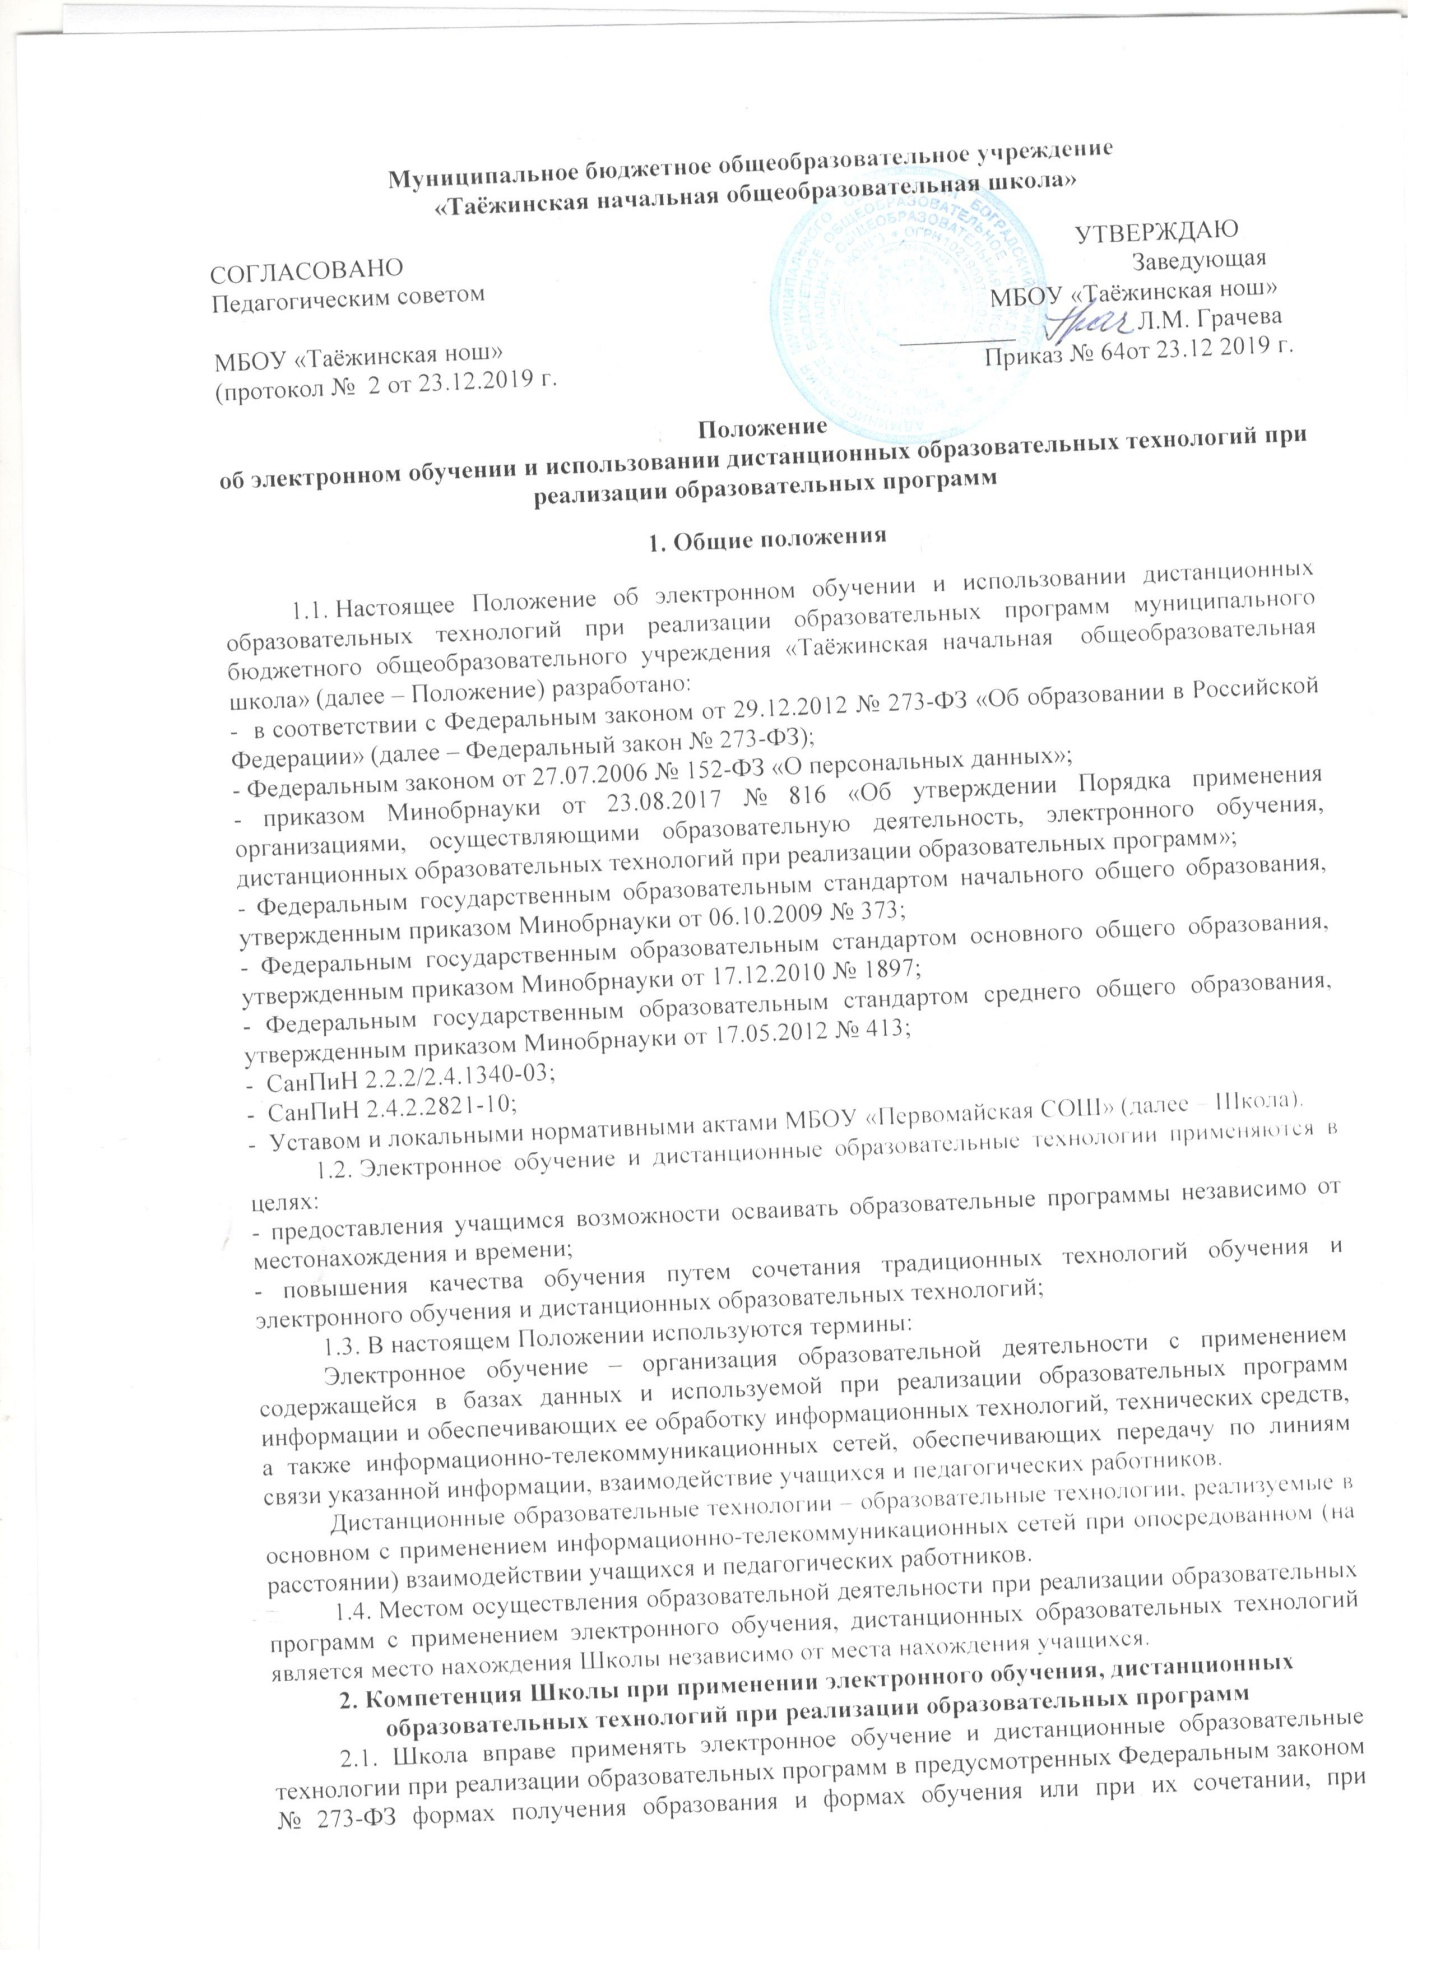 Муниципальное бюджетное общеобразовательное учреждение
«Таёжинская начальная общеобразовательная школа»
УТВЕРЖДАЮ
СОГЛАСОВАНО
Заведующая
Педагогическим советом
МБОУ «Таёжинская нош»
Л.М. Грачева
МБОУ «Таёжинская нош»
Приказ № 64от 23.12 2019 г.
(протокол №  2 от 23.12.2019 г.
Положение
об электронном обучении и использовании дистанционных образовательных технологий при
реализации образовательных программ
1. Общие положения
1.1. Настоящее Положение об электронном обучении и использовании дистанционных
образовательных технологий при реализации образовательных программ муниципального
бюджетного общеобразовательного учреждения «Таёжинская начальная  общеобразовательная
школа» (далее – Положение) разработано:
-  в соответствии с Федеральным законом от 29.12.2012 № 273-ФЗ «Об образовании в Российской
Федерации» (далее – Федеральный закон № 273-ФЗ);
- Федеральным законом от 27.07.2006 № 152-ФЗ «О персональных данных»;
- приказом Минобрнауки от 23.08.2017 № 816 «Об утверждении Порядка применения
организациями, осуществляющими образовательную деятельность, электронного обучения,
дистанционных образовательных технологий при реализации образовательных программ»;
- Федеральным государственным образовательным стандартом начального общего образования,
утвержденным приказом Минобрнауки от 06.10.2009 № 373;
- Федеральным государственным образовательным стандартом основного общего образования,
утвержденным приказом Минобрнауки от 17.12.2010 № 1897;
- Федеральным государственным образовательным стандартом среднего общего образования,
утвержденным приказом Минобрнауки от 17.05.2012 № 413;
-  СанПиН 2.2.2/2.4.1340-03;
-  СанПиН 2.4.2.2821-10;
-  Уставом и локальными нормативными актами МБОУ «Первомайская СОШ» (далее – Школа).
1.2. Электронное обучение и дистанционные образовательные технологии применяются в
целях:
- предоставления учащимся возможности осваивать образовательные программы независимо от
местонахождения и времени;
- повышения качества обучения путем сочетания традиционных технологий обучения и
электронного обучения и дистанционных образовательных технологий;
1.3. В настоящем Положении используются термины:
Электронное обучение – организация образовательной деятельности с применением
содержащейся в базах данных и используемой при реализации образовательных программ
информации и обеспечивающих ее обработку информационных технологий, технических средств,
а также информационно-телекоммуникационных сетей, обеспечивающих передачу по линиям
связи указанной информации, взаимодействие учащихся и педагогических работников.
Дистанционные образовательные технологии – образовательные технологии, реализуемые в
основном с применением информационно-телекоммуникационных сетей при опосредованном (на
расстоянии) взаимодействии учащихся и педагогических работников.
1.4. Местом осуществления образовательной деятельности при реализации образовательных
программ с применением электронного обучения, дистанционных образовательных технологий
является место нахождения Школы независимо от места нахождения учащихся.
2. Компетенция Школы при применении электронного обучения, дистанционных
образовательных технологий при реализации образовательных программ
2.1. Школа вправе применять электронное обучение и дистанционные образовательные
технологии при реализации образовательных программ в предусмотренных Федеральным законом
№ 273-ФЗ формах получения образования и формах обучения или при их сочетании, при